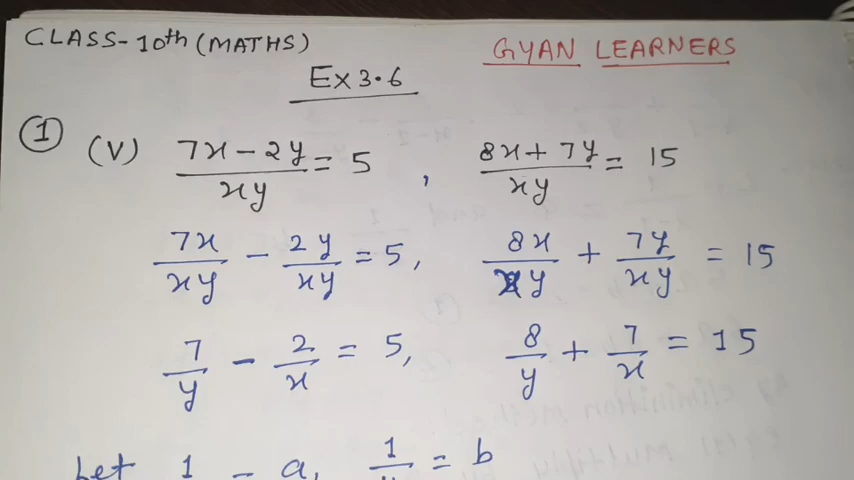 CLASS-10th (MATHS) GYAN LEARNERS
Ex 3.6
① (V) (7x - 2y)/xy = 5, (8x + 7y)/xy = 15
7x/xy - 2y/xy = 5, 8x/xy + 7y/xy = 15
7/y - 2/x = 5, 8/y + 7/x = 15
Let 1 = a, 1 = b